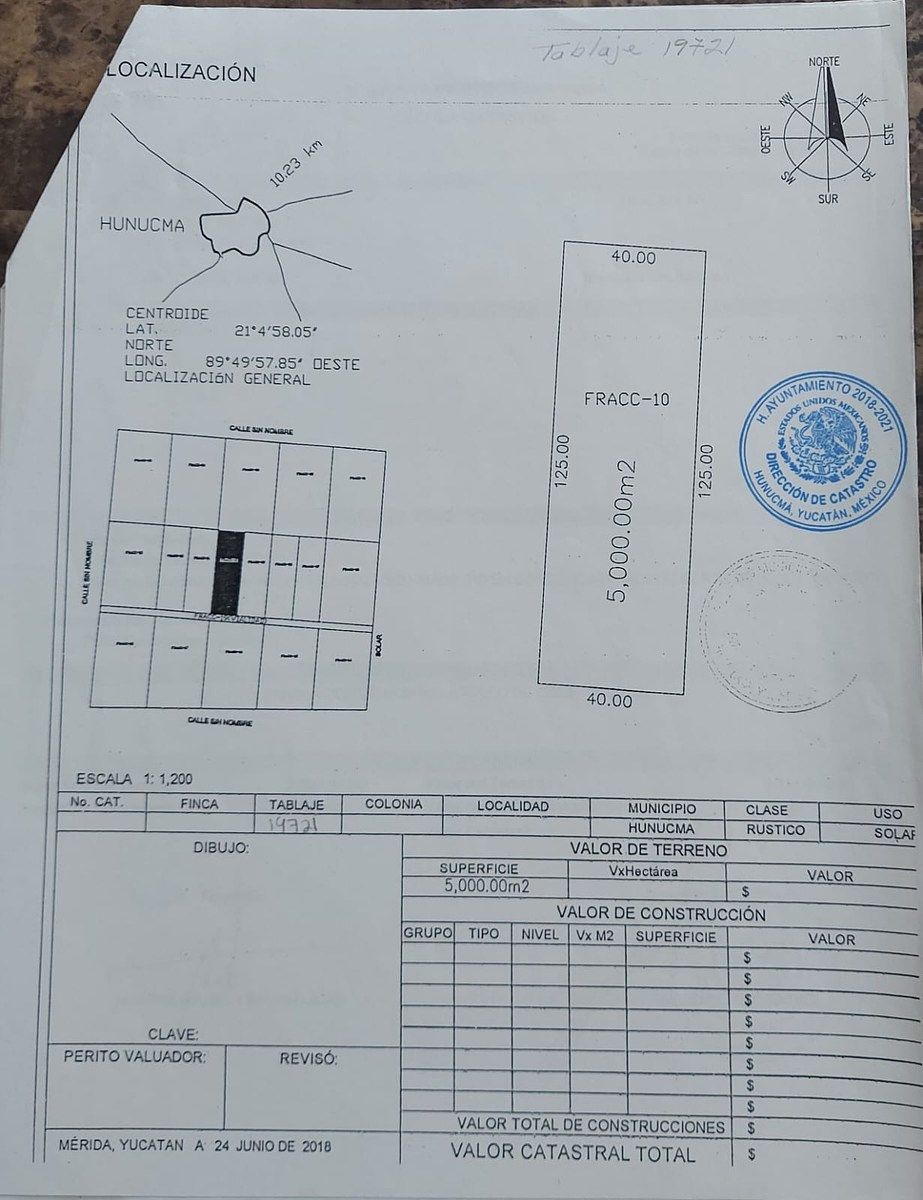 Tablaje 19721
LOCALIZACIÓN
NORTE
NW
NE
OESTE
ESTE
SW
SE
SUR
10.23 km
HUNUCMA
CENTROIDE
LAT. 21°4'58.05"
NORTE
LONG. 89°49'57.85" OESTE
LOCALIZACIóN GENERAL
40.00
FRACC-10
125.00
5,000.00m2
125.00
40.00
H. AYUNTAMIENTO 2018-2021
ESTADOS UNIDOS MEXICANOS
DIRECCIÓN DE CATASTRO
HUNUCMÁ, YUCATÁN, MÉXICO
CALLE SIN NOMBRE
CALLE SIN NOMBRE
SOLAR
CALLE SIN NOMBRE
ESCALA 1: 1,200
No. CAT. FINCA TABLAJE COLONIA LOCALIDAD MUNICIPIO CLASE USO
19721 HUNUCMA RUSTICO SOLAR
DIBUJO:
VALOR DE TERRENO
SUPERFICIE VxHectárea VALOR
5,000.00m2 $
VALOR DE CONSTRUCCIÓN
GRUPO TIPO NIVEL Vx M2 SUPERFICIE VALOR
$
$
$
$
$
$
$
$
CLAVE:
PERITO VALUADOR: REVISÓ:
VALOR TOTAL DE CONSTRUCCIONES $
MÉRIDA, YUCATAN A 24 JUNIO DE 2018
VALOR CATASTRAL TOTAL $